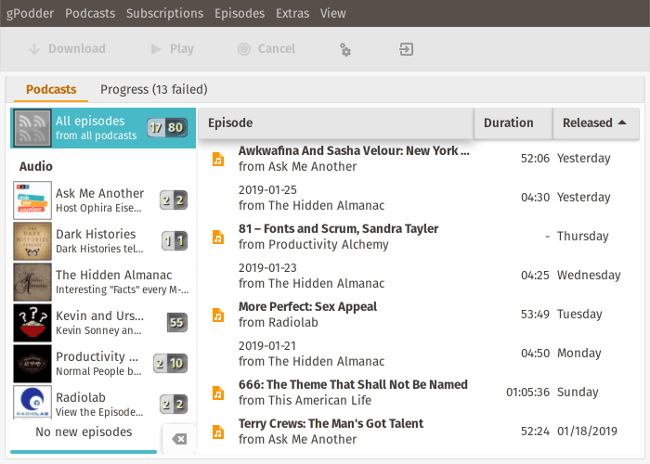 gPodder Podcasts Subscriptions Episodes Extras View
Download Play Cancel
Podcasts Progress (13 failed)
All episodes
from all podcasts
17 80
Audio
Ask Me Another
Host Ophira Eise...
2 2
Dark Histories
Dark Histories tel...
1 1
The Hidden Almanac
Interesting "Facts" every M-...
Kevin and Urs...
Kevin Sonney an...
55
Productivity ...
Normal People b...
2 10
Radiolab
View the Episode...
2 2
No new episodes
Episode Duration Released
Awkwafina And Sasha Velour: New York ...
from Ask Me Another
52:06 Yesterday
2019-01-25
from The Hidden Almanac
04:30 Yesterday
81 – Fonts and Scrum, Sandra Tayler
from Productivity Alchemy
- Thursday
2019-01-23
from The Hidden Almanac
04:25 Wednesday
More Perfect: Sex Appeal
from Radiolab
53:49 Tuesday
2019-01-21
from The Hidden Almanac
04:50 Monday
666: The Theme That Shall Not Be Named
from This American Life
01:05:36 Sunday
Terry Crews: The Man's Got Talent
from Ask Me Another
52:24 01/18/2019